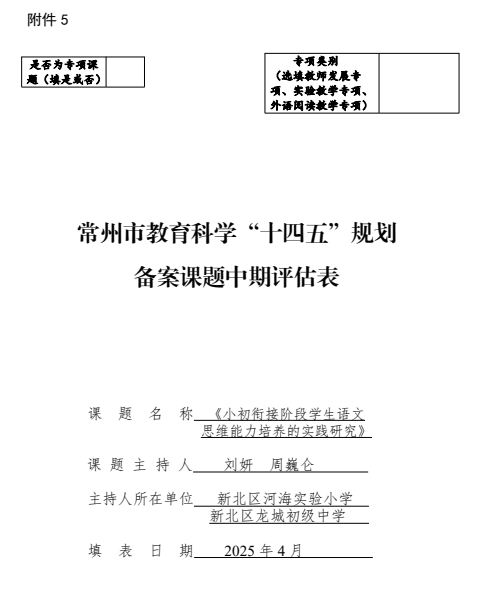 附件 5
是否为专项课
题（填是或否）
专项类别
（选填教师发展专
项、实验教学专项、
外语阅读教学专项）
常州市教育科学“十四五”规划
备案课题中期评估表
课 题 名 称 《小初衔接阶段学生语文
思维能力培养的实践研究》
课 题 主 持 人 刘妍 周巍仑
主持人所在单位 新北区河海实验小学
新北区龙城初级中学
填 表 日 期 2025 年 4 月